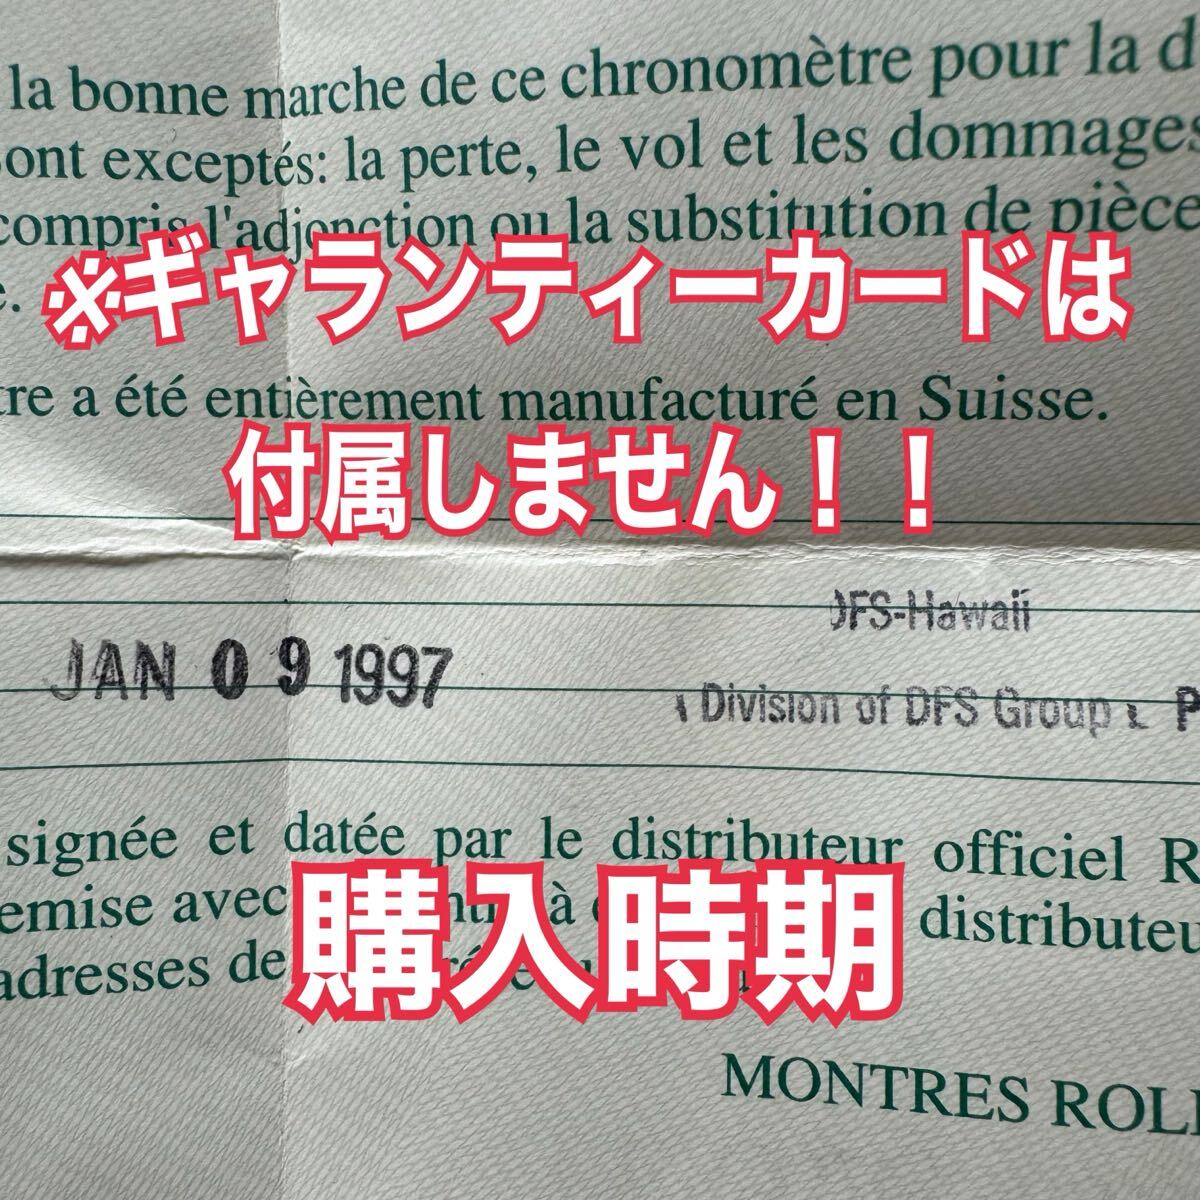 la bonne marche de ce chronomètre pour la d
ont exceptés: la perte, le vol et les dommages
compris l'adjonction ou la substitution de pièce
※ギャランティーカードは
tre a été entièrement manufacturé en Suisse.
付属しません！！
DFS-Hawaii
JAN 09 1997
Division of DFS Group L P
signée et datée par le distributeur officiel R
emise avec à distributeu
購入時期
adresses de
MONTRES ROL